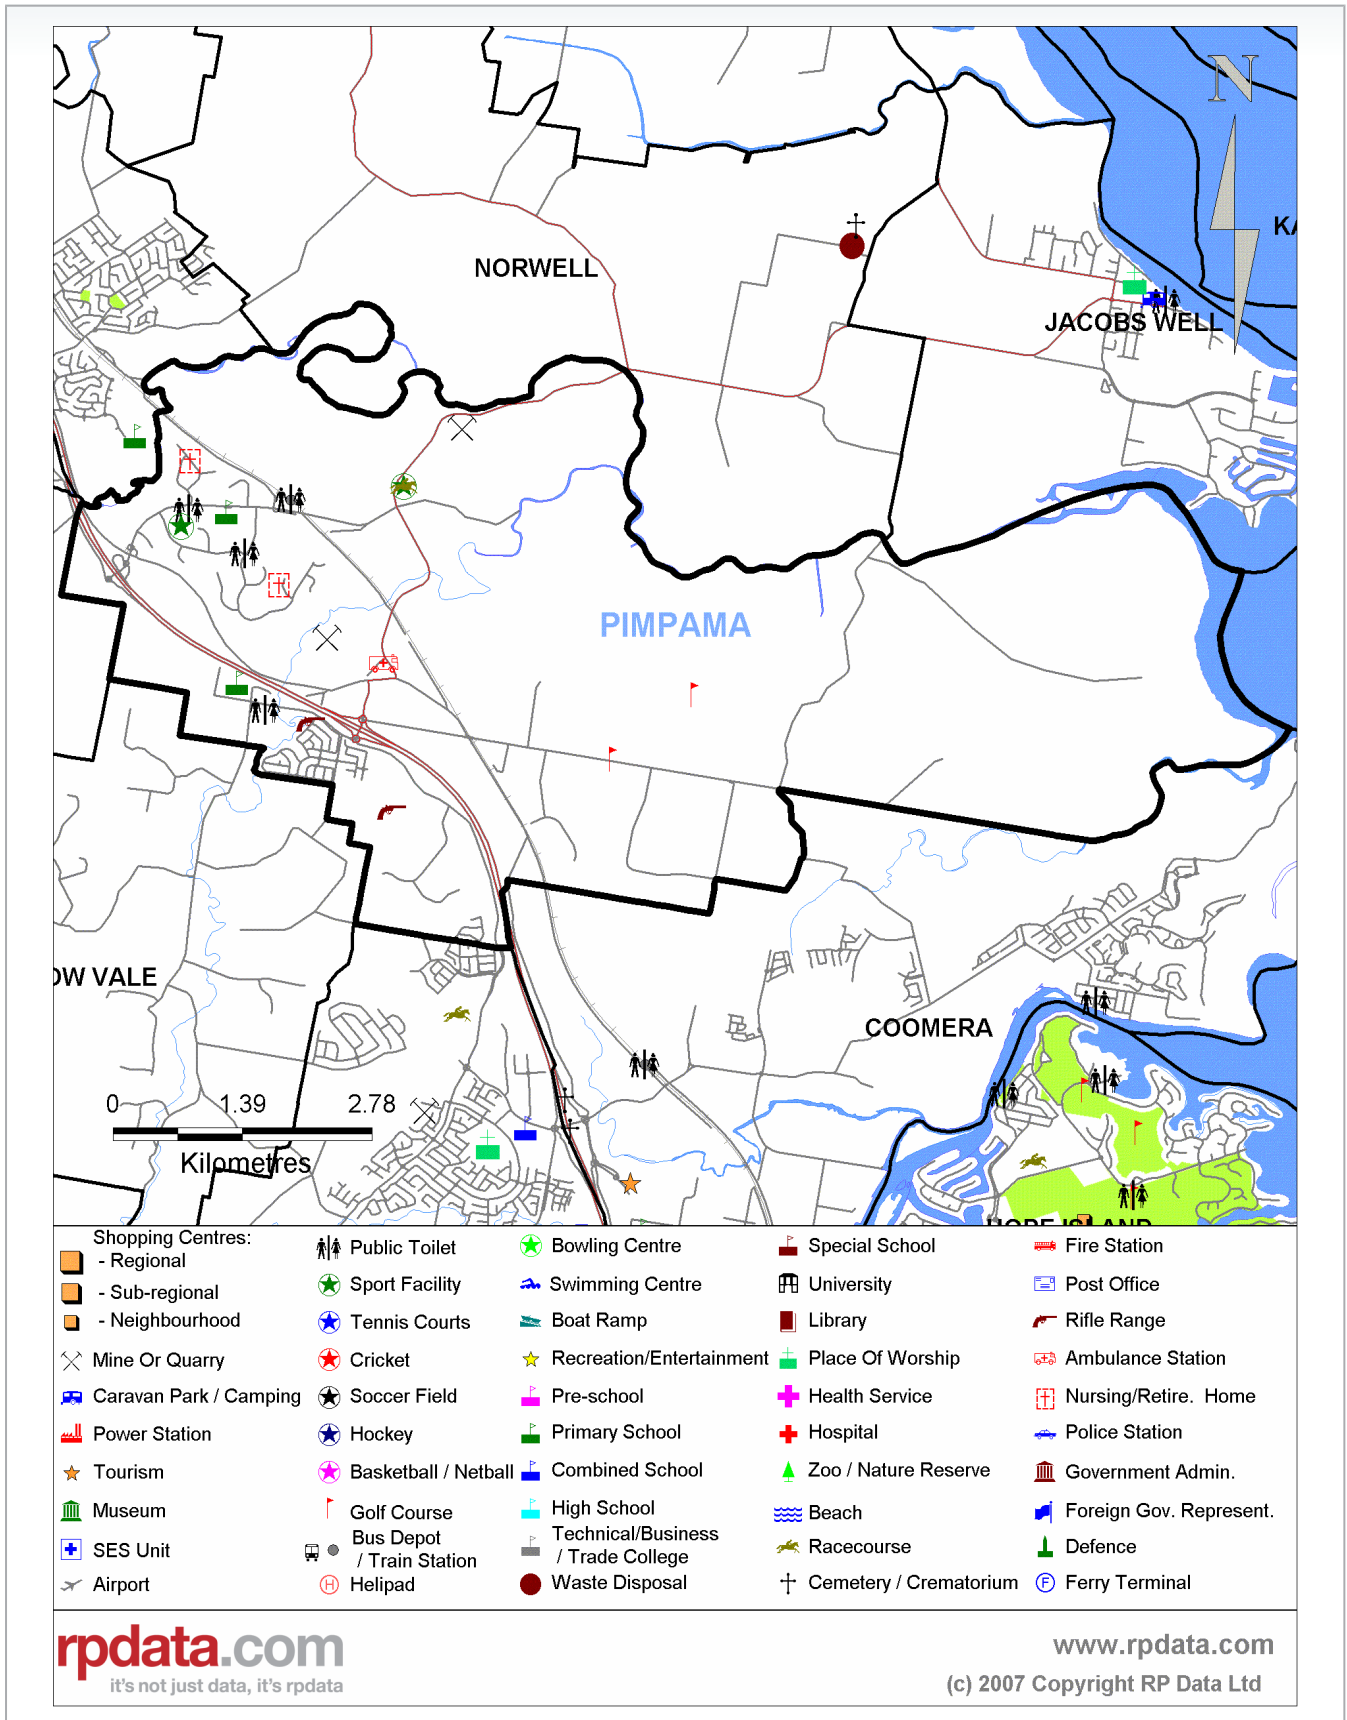 N
KA
NORWELL
JACOBS WELL
PIMPAMA
OW VALE
COOMERA
0 1.39 2.78
Kilometres
HOPE ISLAND
Shopping Centres:
- Regional
- Sub-regional
- Neighbourhood
Mine Or Quarry
Caravan Park / Camping
Power Station
Tourism
Museum
SES Unit
Airport
Public Toilet
Sport Facility
Tennis Courts
Cricket
Soccer Field
Hockey
Basketball / Netball
Golf Course
Bus Depot
/ Train Station
H Helipad
Bowling Centre
Swimming Centre
Boat Ramp
Recreation/Entertainment
Pre-school
Primary School
Combined School
High School
Technical/Business
/ Trade College
Waste Disposal
Special School
University
Library
Place Of Worship
Health Service
Hospital
Zoo / Nature Reserve
Beach
Racecourse
Cemetery / Crematorium
Fire Station
Post Office
Rifle Range
Ambulance Station
Nursing/Retire. Home
Police Station
Government Admin.
Foreign Gov. Represent.
Defence
F Ferry Terminal
rpdata.com
it's not just data, it's rpdata
www.rpdata.com
(c) 2007 Copyright RP Data Ltd